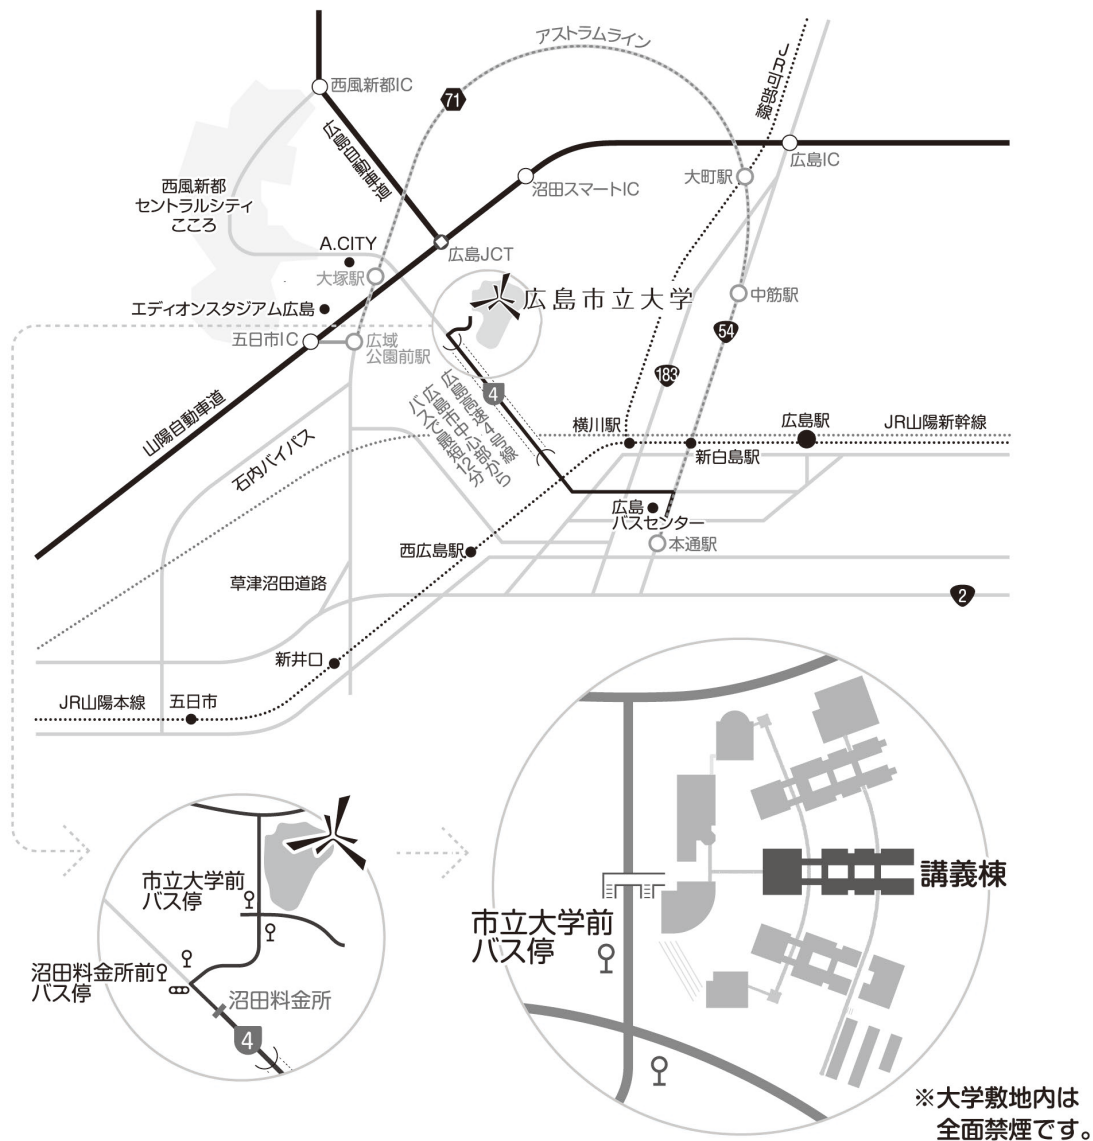 アストラムライン
JR可部線
西風新都IC
71
広島自動車道
広島IC
大町駅
沼田スマートIC
西風新都
セントラルシティ
こころ
A.CITY
広島JCT
大塚駅
広島市立大学
中筋駅
エディオンスタジアム広島
五日市IC
広域
公園前駅
54
183
4
山陽自動車道
広島高速4号線から
広島市中心部
バスで最短12分
横川駅
広島駅
JR山陽新幹線
石内バイパス
新白島駅
広島
バスセンター
本通駅
西広島駅
草津沼田道路
2
新井口
JR山陽本線
五日市
市立大学前
バス停
沼田料金所前
バス停
沼田料金所
4
講義棟
市立大学前
バス停
※大学敷地内は
全面禁煙です。